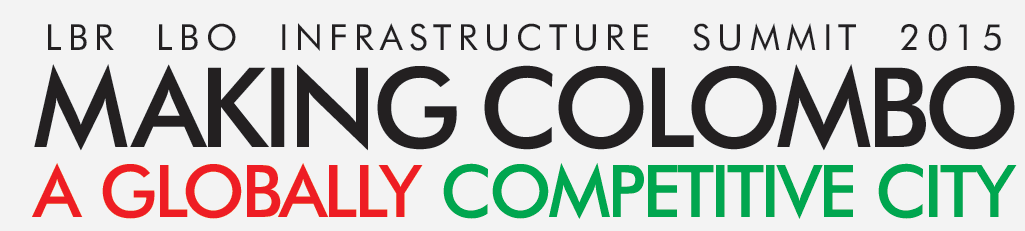 LBR LBO INFRASTRUCTURE SUMMIT 2015
MAKING COLOMBO
A GLOBALLY COMPETITIVE CITY